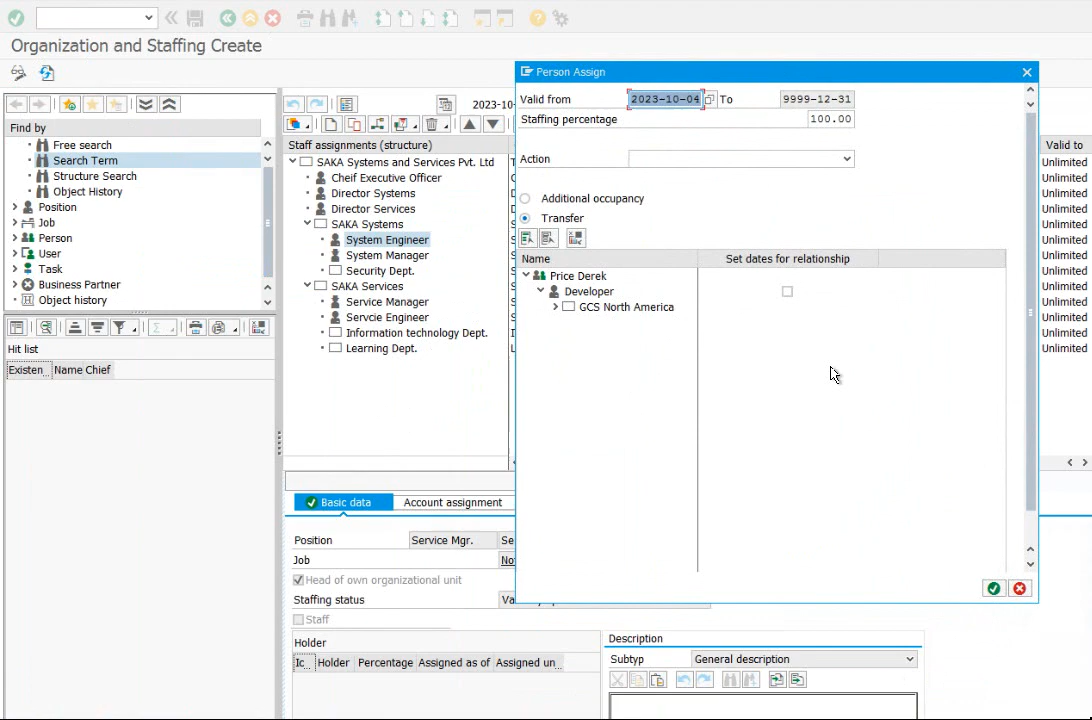 Organization and Staffing Create
Find by
Free search
Search Term
Structure Search
Object History
Position
Job
Person
User
Task
Business Partner
Object history
Hit list
Existen...
Name Chief
2023-10-
Staff assignments (structure)
SAKA Systems and Services Pvt. Ltd
Cheif Executive Officer
Director Systems
Director Services
SAKA Systems
System Engineer
System Manager
Security Dept.
SAKA Services
Service Manager
Servcie Engineer
Information technology Dept.
Learning Dept.
Valid to
Unlimited
Unlimited
Unlimited
Unlimited
Unlimited
Unlimited
Unlimited
Unlimited
Unlimited
Unlimited
Unlimited
Unlimited
Unlimited
Person Assign
Valid from 2023-10-04 To 9999-12-31
Staffing percentage 100.00
Action
Additional occupancy
Transfer
Name Set dates for relationship
Price Derek
Developer
GCS North America
Basic data Account assignment
Position Service Mgr. Se
Job No
Head of own organizational unit
Staffing status Va
Staff
Holder
Ic... Holder Percentage Assigned as of Assigned un...
Description
Subtyp General description